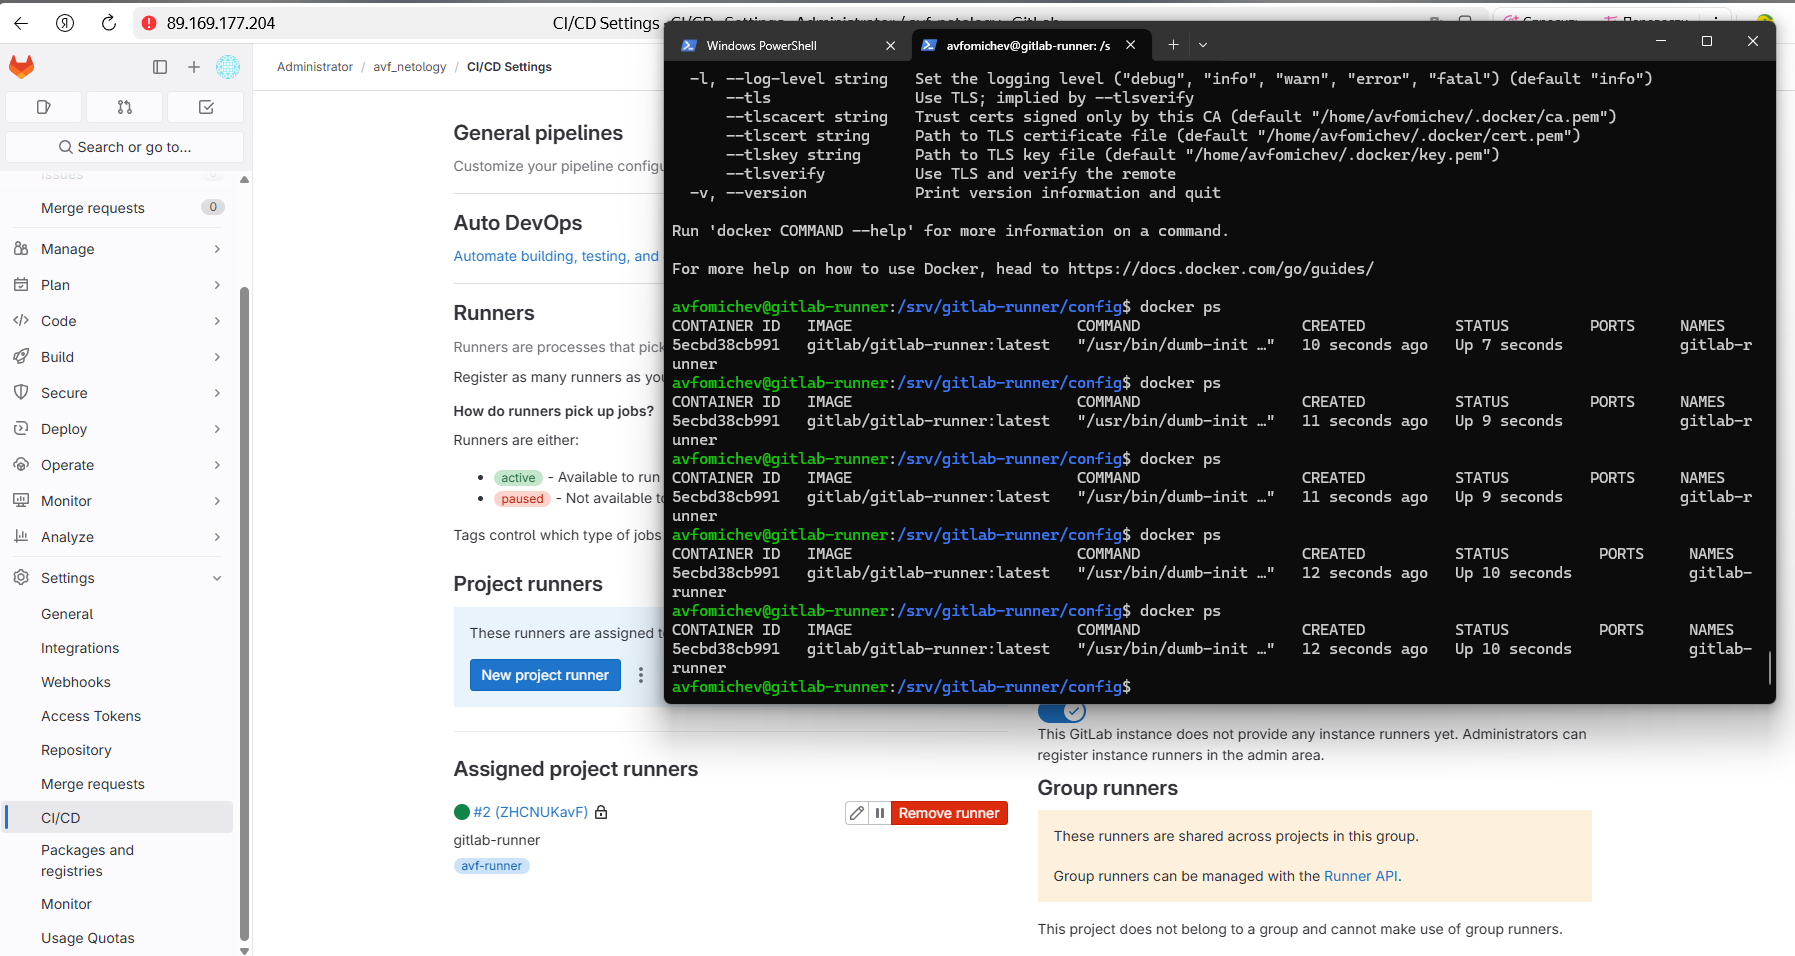 89.169.177.204
CI/CD Settings
Windows PowerShell
avfomichev@gitlab-runner: /s
Administrator / avf_netology / CI/CD Settings
Search or go to...
Issues
Merge requests 0
Manage
Plan
Code
Build
Secure
Deploy
Operate
Monitor
Analyze
Settings
General
Integrations
Webhooks
Access Tokens
Repository
Merge requests
CI/CD
Packages and
registries
Monitor
Usage Quotas
General pipelines
Customize your pipeline configu
Auto DevOps
Automate building, testing, and
Runners
Runners are processes that pick
Register as many runners as you
How do runners pick up jobs?
Runners are either:
active - Available to run
paused - Not available to
Tags control which type of jobs
Project runners
These runners are assigned to
New project runner
Assigned project runners
#2 (ZHCNUKavF)
Remove runner
gitlab-runner
avf-runner
-l, --log-level string Set the logging level ("debug", "info", "warn", "error", "fatal") (default "info")
--tls Use TLS; implied by --tlsverify
--tlscacert string Trust certs signed only by this CA (default "/home/avfomichev/.docker/ca.pem")
--tlscert string Path to TLS certificate file (default "/home/avfomichev/.docker/cert.pem")
--tlskey string Path to TLS key file (default "/home/avfomichev/.docker/key.pem")
--tlsverify Use TLS and verify the remote
-v, --version Print version information and quit
Run 'docker COMMAND --help' for more information on a command.
For more help on how to use Docker, head to https://docs.docker.com/go/guides/
avfomichev@gitlab-runner:/srv/gitlab-runner/config$ docker ps
CONTAINER ID IMAGE COMMAND CREATED STATUS PORTS NAMES
5ecbd38cb991 gitlab/gitlab-runner:latest "/usr/bin/dumb-init …" 10 seconds ago Up 7 seconds gitlab-r
unner
avfomichev@gitlab-runner:/srv/gitlab-runner/config$ docker ps
CONTAINER ID IMAGE COMMAND CREATED STATUS PORTS NAMES
5ecbd38cb991 gitlab/gitlab-runner:latest "/usr/bin/dumb-init …" 11 seconds ago Up 9 seconds gitlab-r
unner
avfomichev@gitlab-runner:/srv/gitlab-runner/config$ docker ps
CONTAINER ID IMAGE COMMAND CREATED STATUS PORTS NAMES
5ecbd38cb991 gitlab/gitlab-runner:latest "/usr/bin/dumb-init …" 11 seconds ago Up 9 seconds gitlab-r
unner
avfomichev@gitlab-runner:/srv/gitlab-runner/config$ docker ps
CONTAINER ID IMAGE COMMAND CREATED STATUS PORTS NAMES
5ecbd38cb991 gitlab/gitlab-runner:latest "/usr/bin/dumb-init …" 12 seconds ago Up 10 seconds gitlab-
runner
avfomichev@gitlab-runner:/srv/gitlab-runner/config$ docker ps
CONTAINER ID IMAGE COMMAND CREATED STATUS PORTS NAMES
5ecbd38cb991 gitlab/gitlab-runner:latest "/usr/bin/dumb-init …" 12 seconds ago Up 10 seconds gitlab-
runner
avfomichev@gitlab-runner:/srv/gitlab-runner/config$
This GitLab instance does not provide any instance runners yet. Administrators can
register instance runners in the admin area.
Group runners
These runners are shared across projects in this group.
Group runners can be managed with the Runner API.
This project does not belong to a group and cannot make use of group runners.